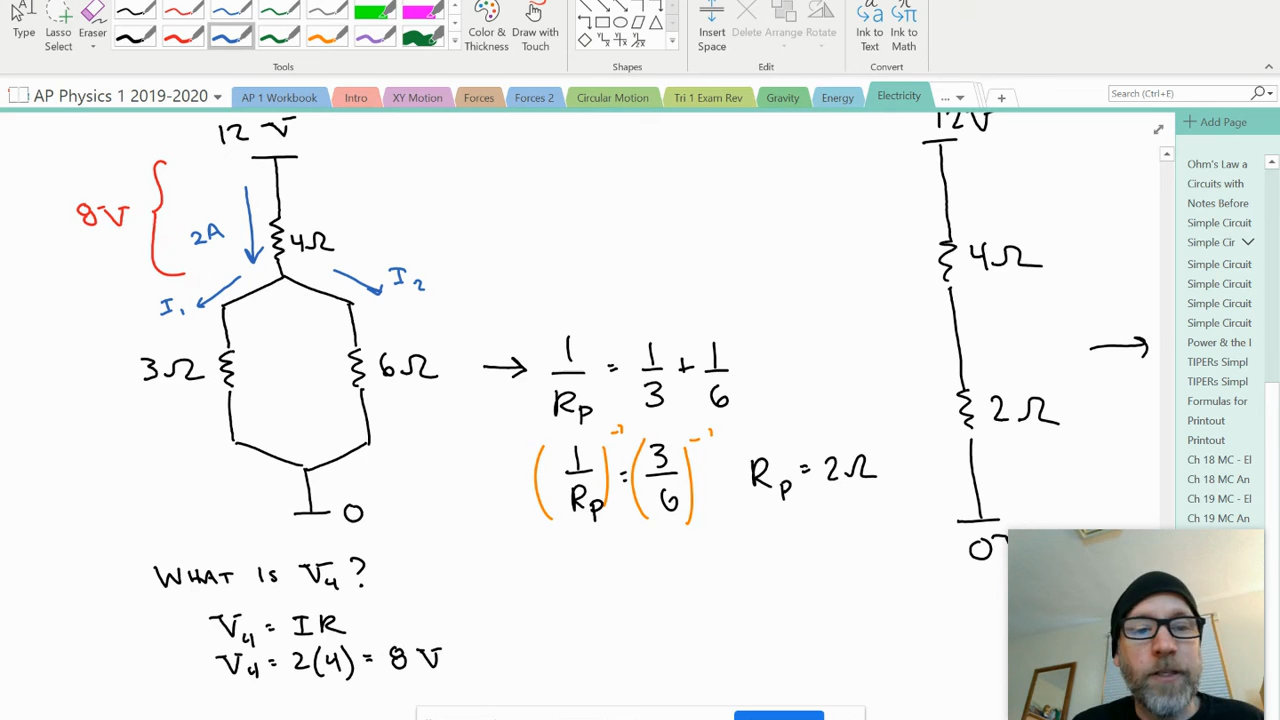 Type
Lasso Select
Eraser
Color & Thickness
Draw with Touch
Insert Space
Delete
Arrange
Rotate
Ink to Text
Ink to Math
Tools
Shapes
Edit
Convert
AP Physics 1 2019-2020
AP 1 Workbook
Intro
XY Motion
Forces
Forces 2
Circular Motion
Tri 1 Exam Rev
Gravity
Energy
Electricity
...
Search (Ctrl+E)
Add Page
Ohm's Law a
Circuits with
Notes Before
Simple Circuit
Simple Cir
Simple Circuit
Simple Circuit
Simple Circuit
Simple Circuit
Power & the I
TIPERs Simpl
TIPERs Simpl
Formulas for
Printout
Printout
Ch 18 MC - El
Ch 18 MC An
Ch 19 MC - El
Ch 19 MC An
12 V
8V
2A
4Ω
I₁
I₂
3Ω
6Ω
0
1/Rp = 1/3 + 1/6
(1/Rp)⁻¹ = (3/6)⁻¹
Rp = 2Ω
12V
4Ω
2Ω
WHAT IS V₄?
V₄ = IR
V₄ = 2(4) = 8 V